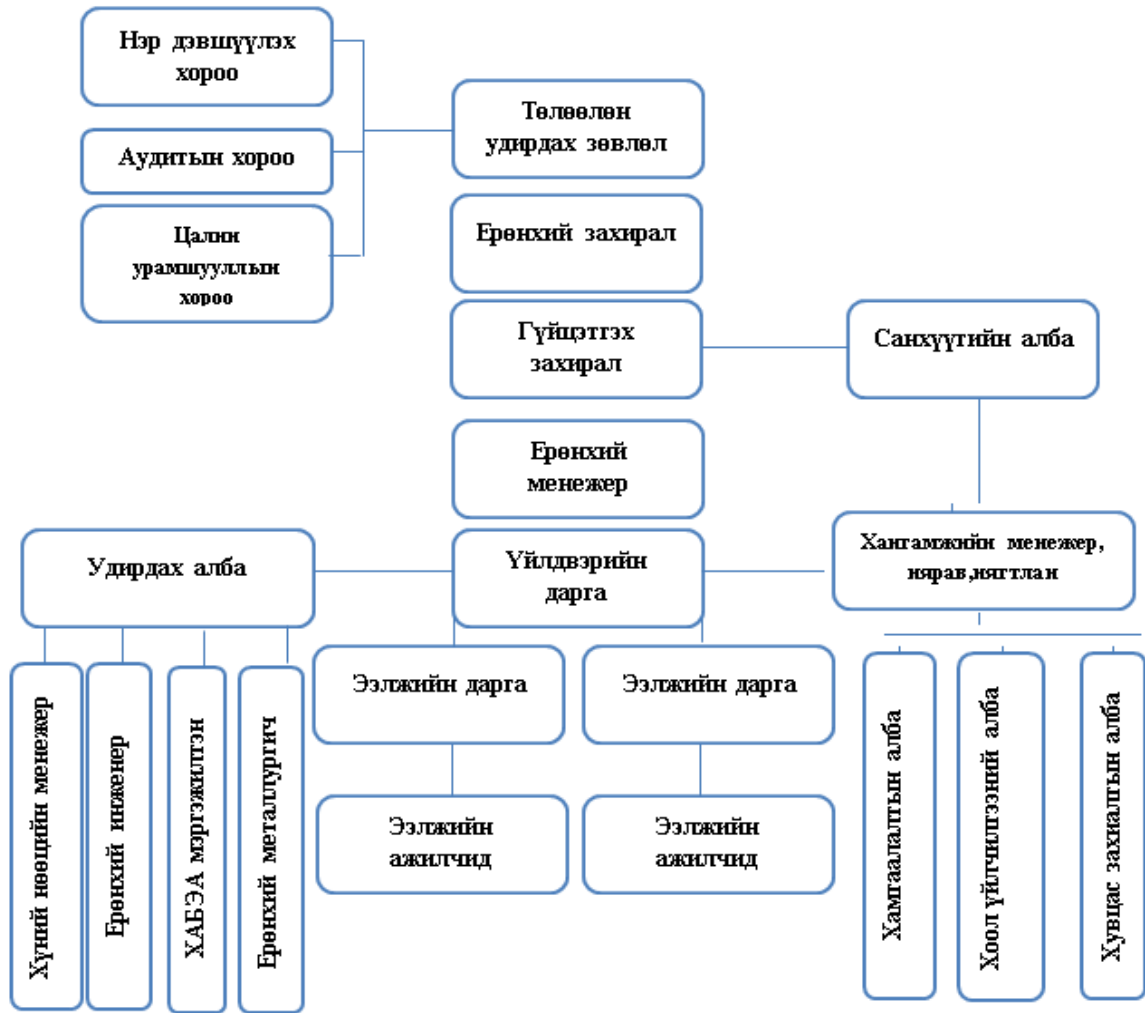 Нэр дэвшүүлэх
хороо
Төлөөлөн
удирдах зөвлөл
Аудитын хороо
Цалин
урамшууллын
хороо
Ерөнхий захирал
Гүйцэтгэх
захирал
Санхүүгийн алба
Ерөнхий
менежер
Удирдах алба
Үйлдвэрийн
дарга
Хангамжийн менежер,
нярав,нягтлан
Ээлжийн дарга
Ээлжийн дарга
Ээлжийн
ажилчид
Ээлжийн
ажилчид
Хүний нөөцийн менежер
Ерөнхий инженер
ХАБЭА мэргэжилтэн
Ерөнхий металлургич
Хамгаалалтын алба
Хоол үйлчилгээний алба
Хувцас захиалгын алба